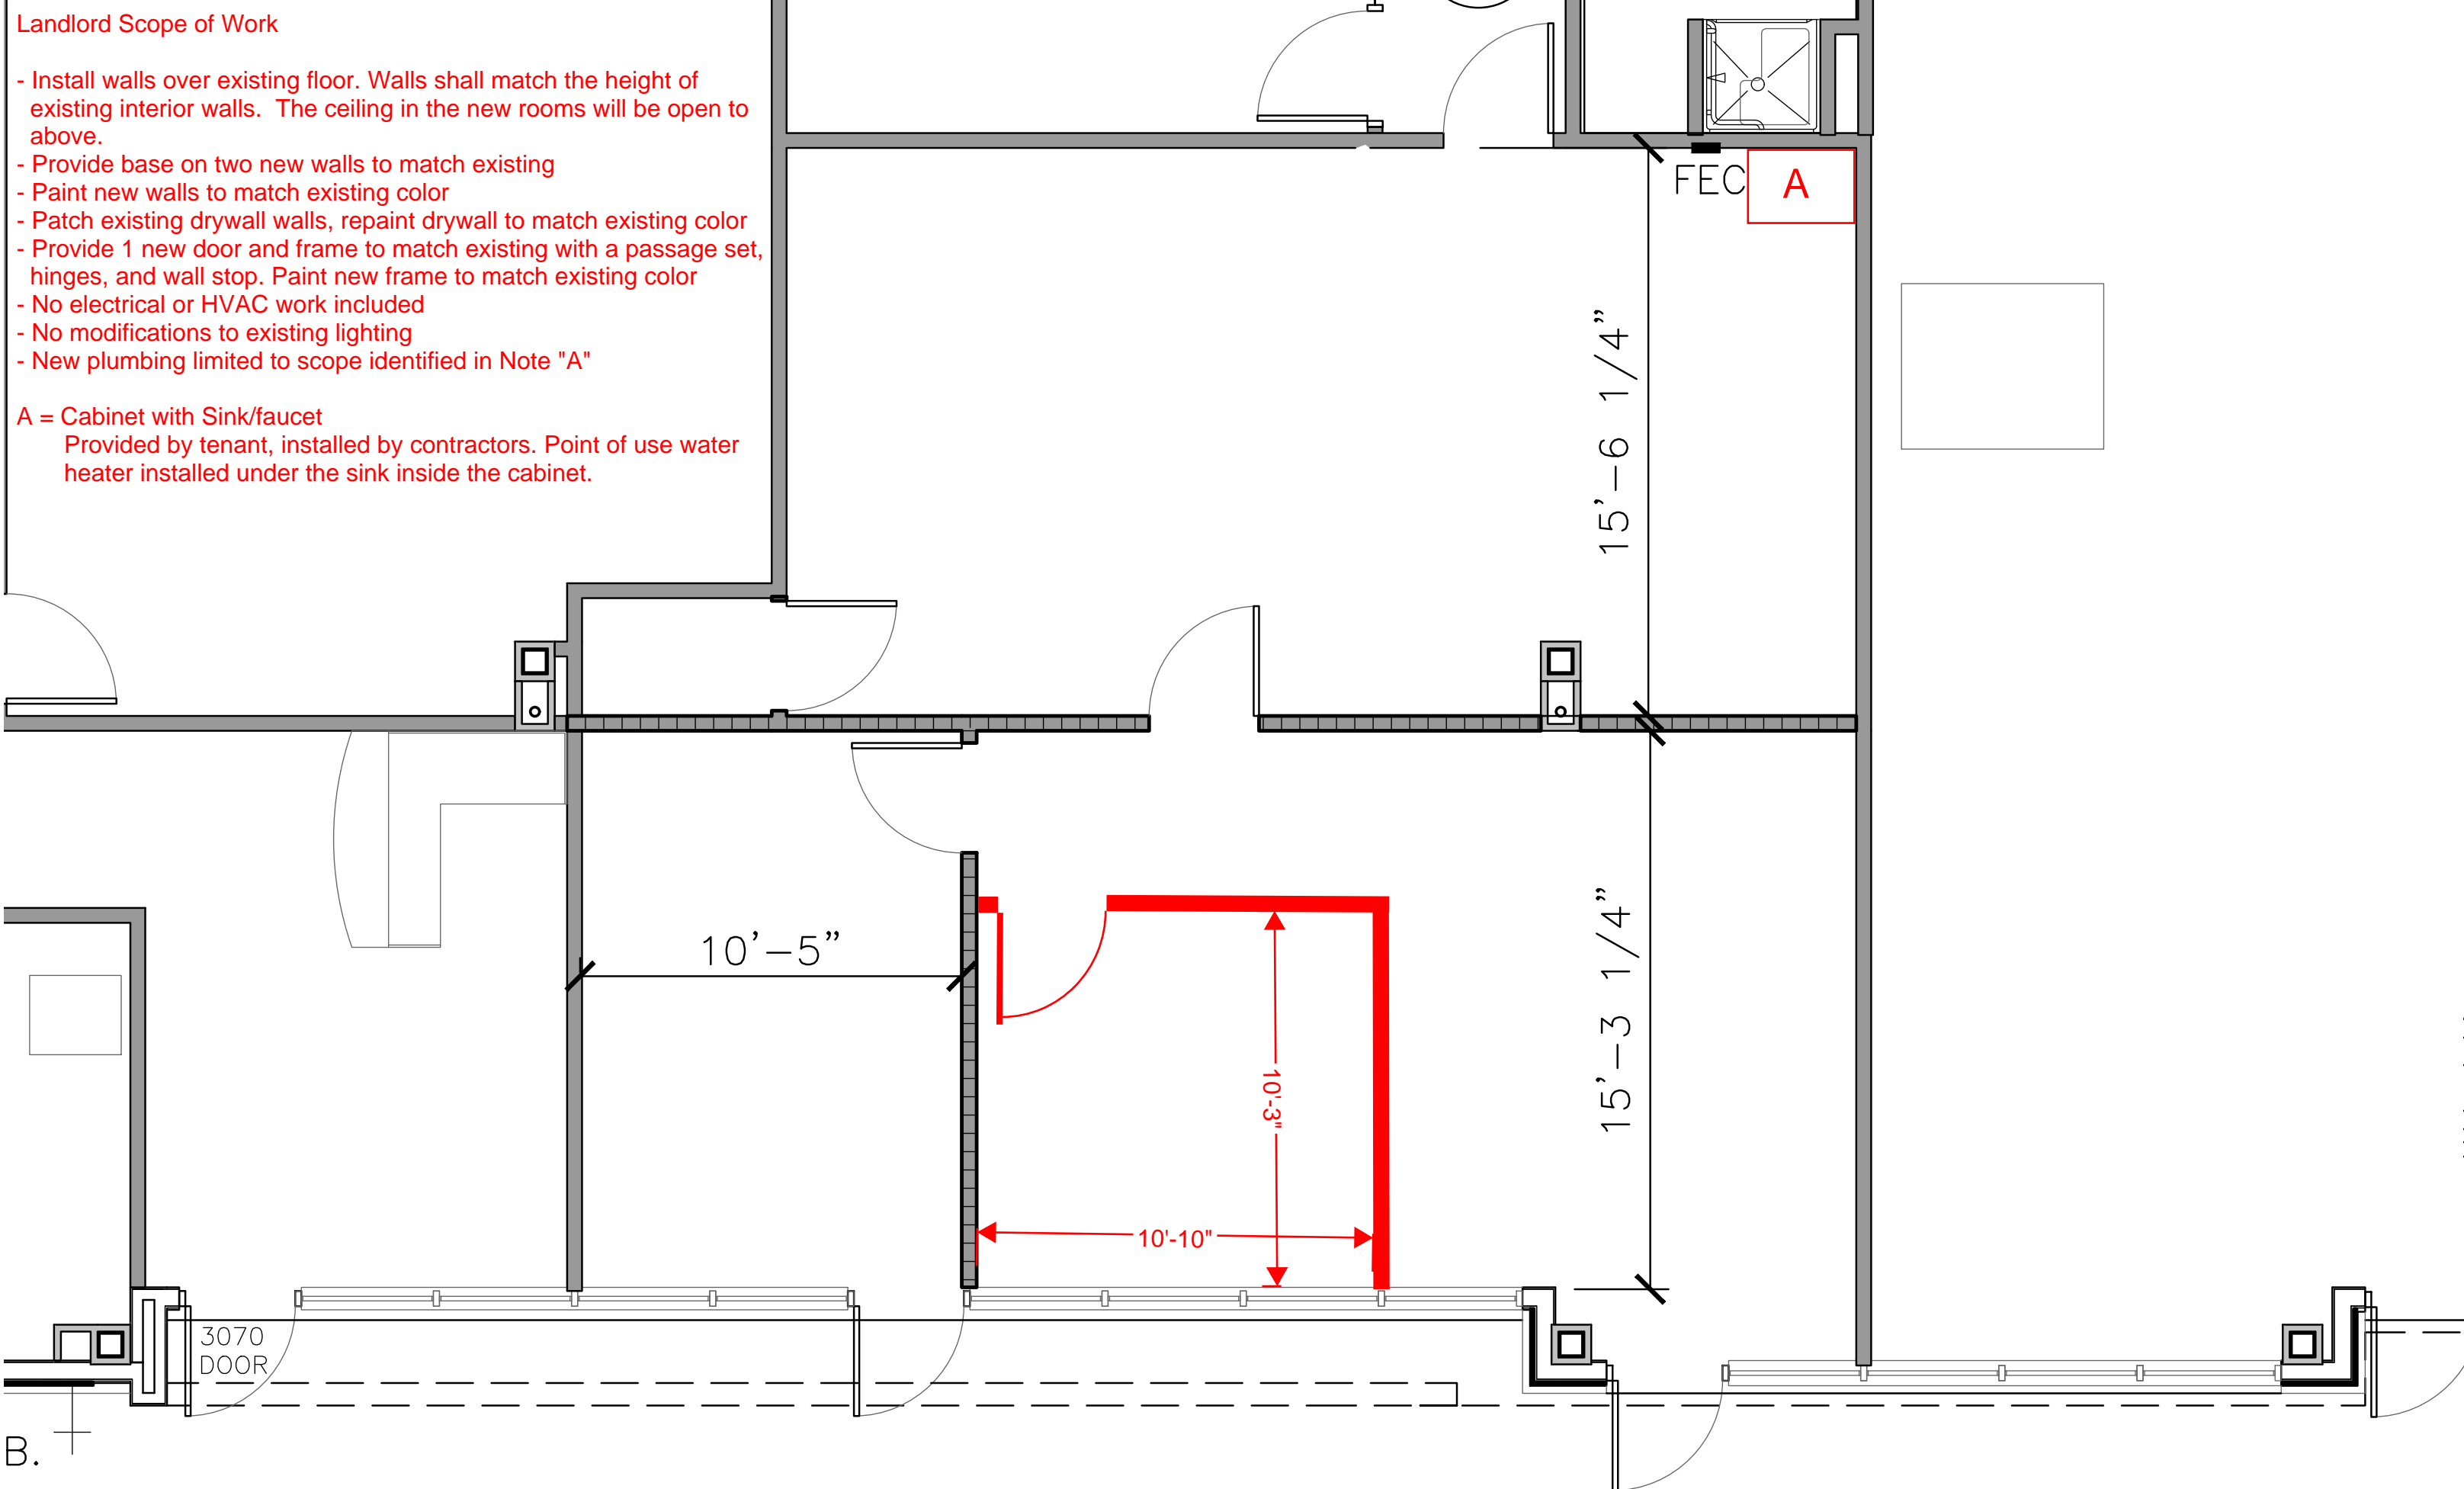 Landlord Scope of Work
- Install walls over existing floor. Walls shall match the height of
existing interior walls.  The ceiling in the new rooms will be open to
above.
- Provide base on two new walls to match existing
- Paint new walls to match existing color
- Patch existing drywall walls, repaint drywall to match existing color
- Provide 1 new door and frame to match existing with a passage set,
hinges, and wall stop. Paint new frame to match existing color
- No electrical or HVAC work included
- No modifications to existing lighting
- New plumbing limited to scope identified in Note "A"
A = Cabinet with Sink/faucet
Provided by tenant, installed by contractors. Point of use water
heater installed under the sink inside the cabinet.
FEC
A
15'-6 1/4"
10'-5"
15'-3 1/4"
10'-3"
10'-10"
3070
DOOR
B.